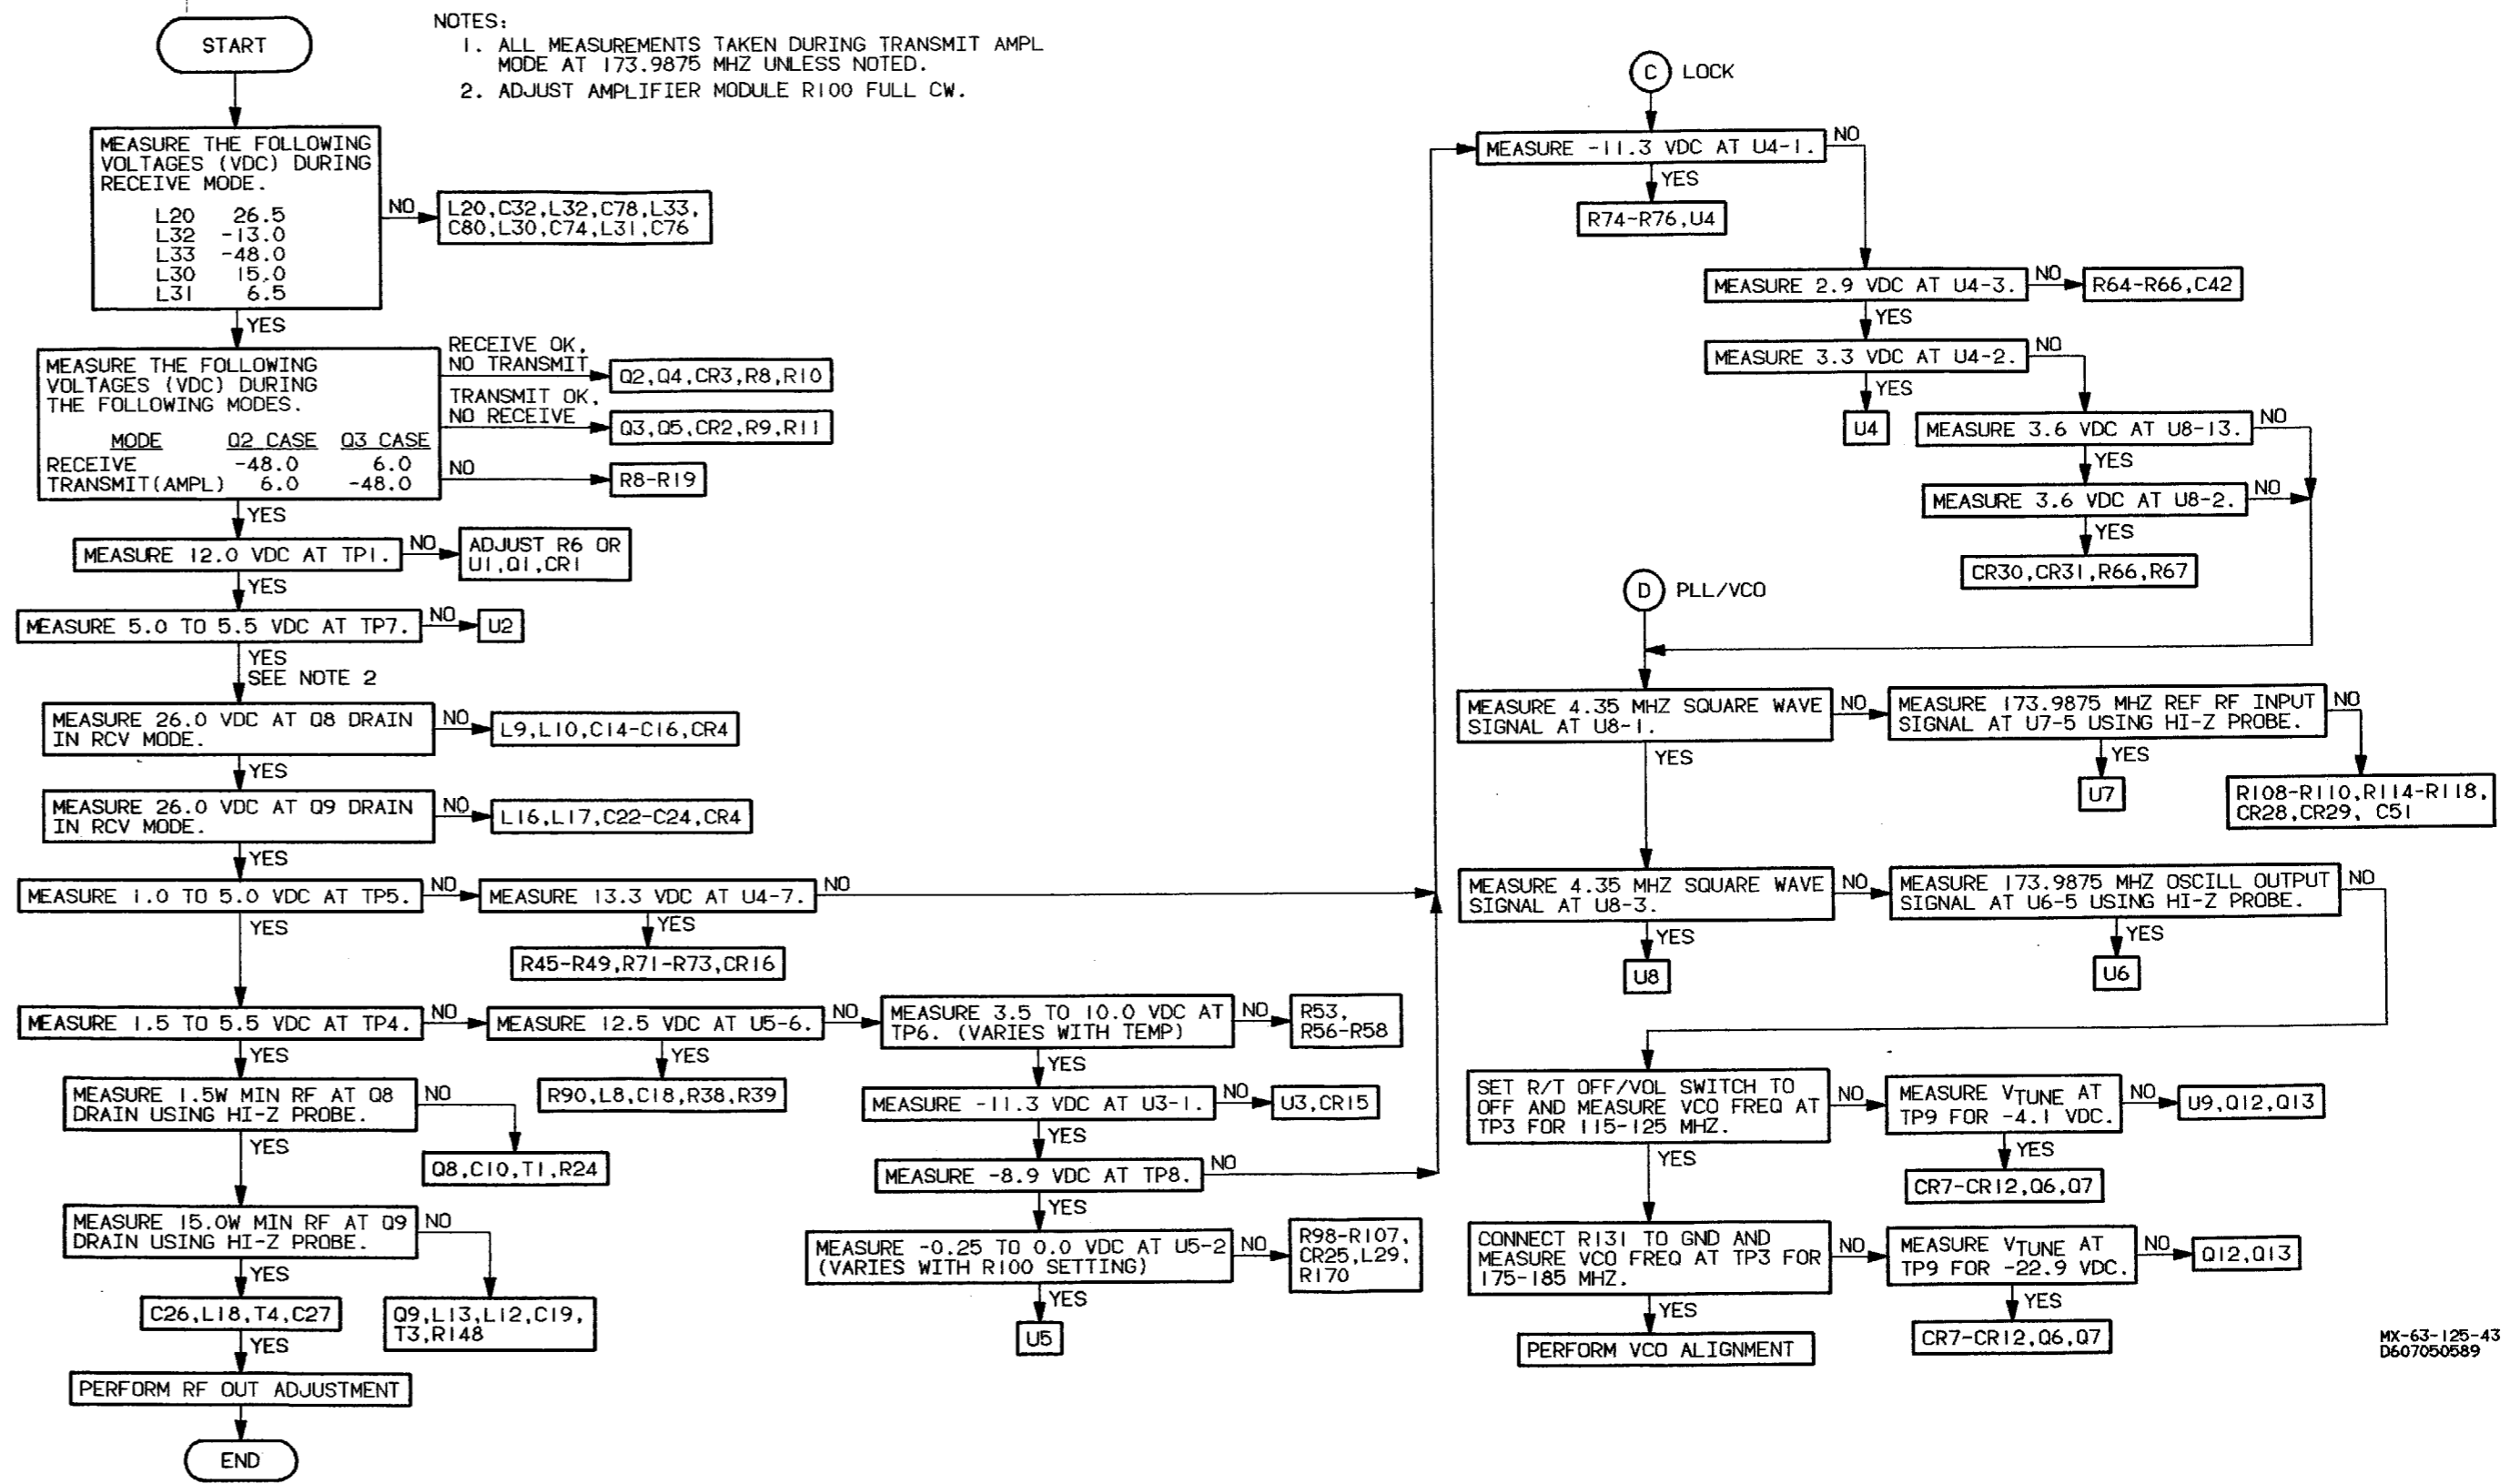 START
NOTES:
1. ALL MEASUREMENTS TAKEN DURING TRANSMIT AMPL
MODE AT 173.9875 MHZ UNLESS NOTED.
2. ADJUST AMPLIFIER MODULE R100 FULL CW.
MEASURE THE FOLLOWING
VOLTAGES (VDC) DURING
RECEIVE MODE.
L20 26.5
L32 -13.0
L33 -48.0
L30 15.0
L31 6.5
NO
L20,C32,L32,C78,L33,
C80,L30,C74,L31,C76
YES
MEASURE THE FOLLOWING
VOLTAGES (VDC) DURING
THE FOLLOWING MODES.
MODE Q2 CASE Q3 CASE
RECEIVE -48.0 6.0
TRANSMIT(AMPL) 6.0 -48.0
RECEIVE OK,
NO TRANSMIT
Q2,Q4,CR3,R8,R10
TRANSMIT OK,
NO RECEIVE
Q3,Q5,CR2,R9,R11
NO
R8-R19
YES
MEASURE 12.0 VDC AT TP1.
NO
ADJUST R6 OR
U1,Q1,CR1
YES
MEASURE 5.0 TO 5.5 VDC AT TP7.
NO
U2
YES
SEE NOTE 2
MEASURE 26.0 VDC AT Q8 DRAIN
IN RCV MODE.
NO
L9,L10,C14-C16,CR4
YES
MEASURE 26.0 VDC AT Q9 DRAIN
IN RCV MODE.
NO
L16,L17,C22-C24,CR4
YES
MEASURE 1.0 TO 5.0 VDC AT TP5.
NO
MEASURE 13.3 VDC AT U4-7.
NO
YES
R45-R49,R71-R73,CR16
YES
MEASURE 1.5 TO 5.5 VDC AT TP4.
NO
MEASURE 12.5 VDC AT U5-6.
NO
MEASURE 3.5 TO 10.0 VDC AT
TP6. (VARIES WITH TEMP)
NO
R53,
R56-R58
YES
R90,L8,C18,R38,R39
YES
MEASURE -11.3 VDC AT U3-1.
NO
U3,CR15
YES
MEASURE -8.9 VDC AT TP8.
NO
YES
MEASURE -0.25 TO 0.0 VDC AT U5-2
(VARIES WITH R100 SETTING)
NO
R98-R107,
CR25,L29,
R170
YES
U5
YES
MEASURE 1.5W MIN RF AT Q8
DRAIN USING HI-Z PROBE.
NO
Q8,C10,T1,R24
YES
MEASURE 15.0W MIN RF AT Q9
DRAIN USING HI-Z PROBE.
NO
Q9,L13,L12,C19,
T3,R148
YES
C26,L18,T4,C27
YES
PERFORM RF OUT ADJUSTMENT
END
C LOCK
MEASURE -11.3 VDC AT U4-1.
NO
YES
R74-R76,U4
MEASURE 2.9 VDC AT U4-3.
NO
R64-R66,C42
YES
MEASURE 3.3 VDC AT U4-2.
NO
YES
U4
MEASURE 3.6 VDC AT U8-13.
NO
YES
MEASURE 3.6 VDC AT U8-2.
NO
YES
CR30,CR31,R66,R67
D PLL/VCO
MEASURE 4.35 MHZ SQUARE WAVE
SIGNAL AT U8-1.
NO
MEASURE 173.9875 MHZ REF RF INPUT
SIGNAL AT U7-5 USING HI-Z PROBE.
NO
YES
U7
R108-R110,R114-R118,
CR28,CR29, C51
YES
MEASURE 4.35 MHZ SQUARE WAVE
SIGNAL AT U8-3.
NO
MEASURE 173.9875 MHZ OSCILL OUTPUT
SIGNAL AT U6-5 USING HI-Z PROBE.
NO
YES
U8
YES
U6
SET R/T OFF/VOL SWITCH TO
OFF AND MEASURE VCO FREQ AT
TP3 FOR 115-125 MHZ.
NO
MEASURE VTUNE AT
TP9 FOR -4.1 VDC.
NO
U9,Q12,Q13
YES
CR7-CR12,Q6,Q7
YES
CONNECT R131 TO GND AND
MEASURE VCO FREQ AT TP3 FOR
175-185 MHZ.
NO
MEASURE VTUNE AT
TP9 FOR -22.9 VDC.
NO
Q12,Q13
YES
CR7-CR12,Q6,Q7
YES
PERFORM VCO ALIGNMENT
MX-63-125-43
D607050589